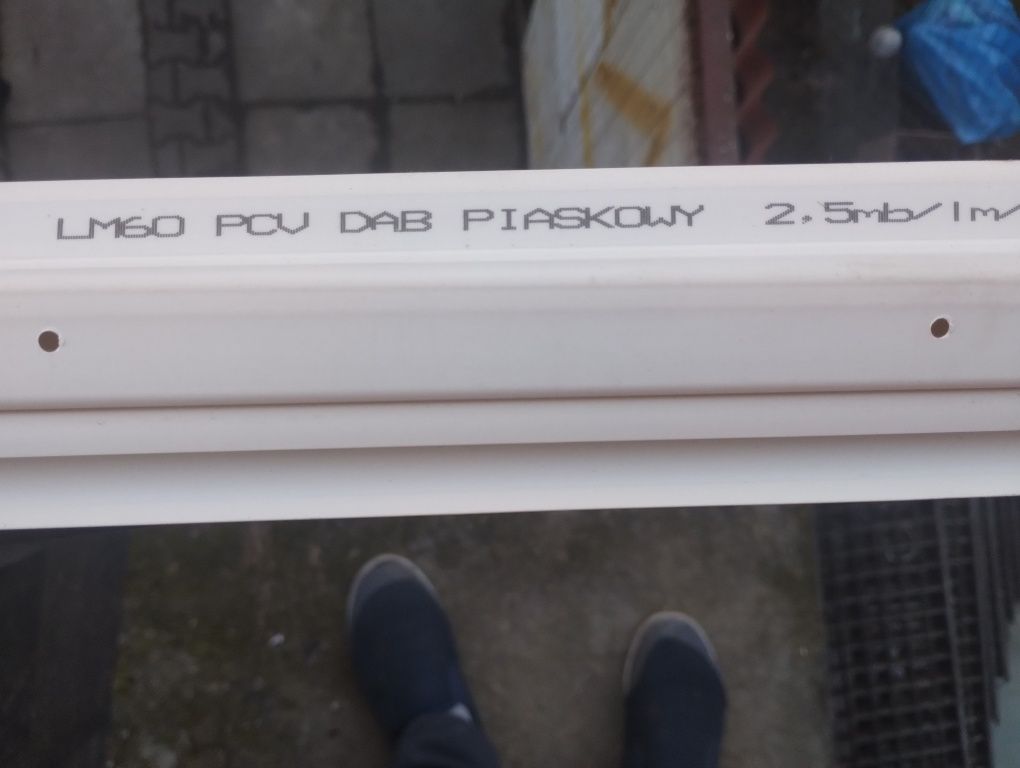 LM60 PCV DAB PIASKOWY 2,5mb/1m/